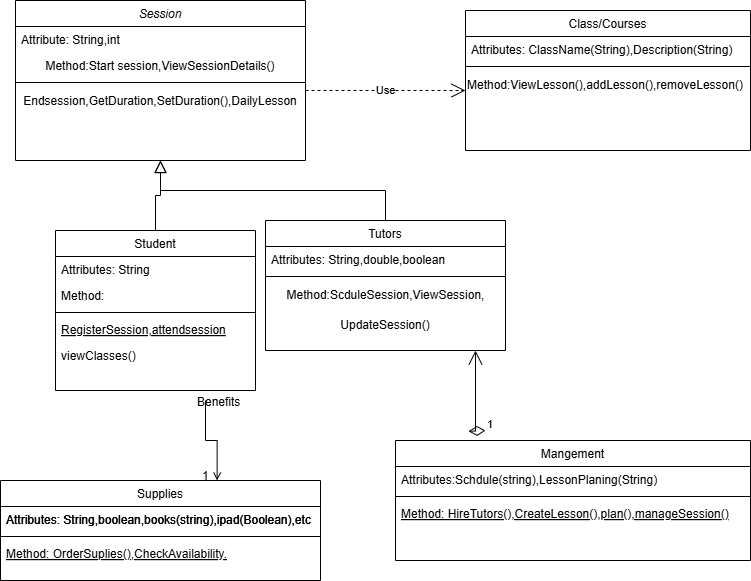 Session
Attribute: String,int
Method:Start session,ViewSessionDetails()
Endsession,GetDuration,SetDuration(),DailyLesson
Class/Courses
Attributes: ClassName(String),Description(String)
Method:ViewLesson(),addLesson(),removeLesson()
Use
Student
Attributes: String
Method:
RegisterSession,attendsession
viewClasses()
Tutors
Attributes: String,double,boolean
Method:ScduleSession,ViewSession,
UpdateSession()
Benefits
1
Supplies
Attributes: String,boolean,books(string),ipad(Boolean),etc
Method: OrderSuplies(),CheckAvailability.
1
Mangement
Attributes:Schdule(string),LessonPlaning(String)
Method: HireTutors(),CreateLesson(),plan(),manageSession()